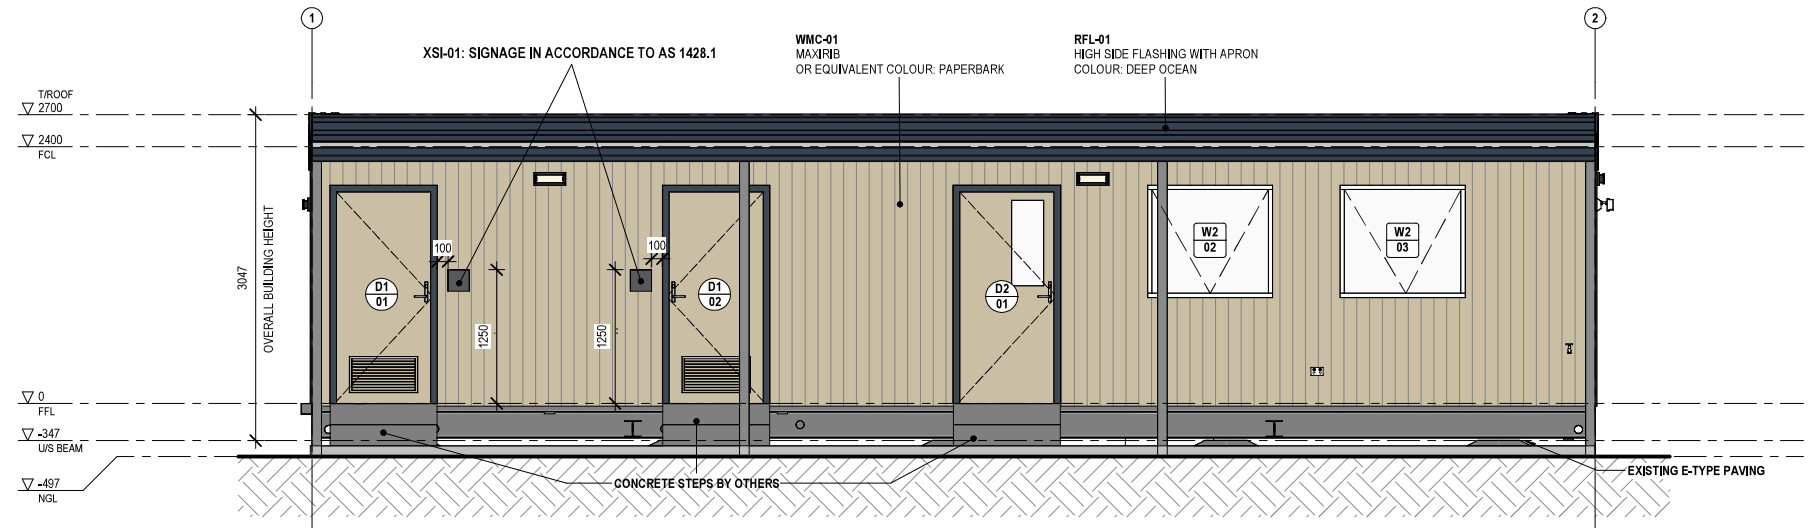 1
2
XSI-01: SIGNAGE IN ACCORDANCE TO AS 1428.1
WMC-01
MAXIRIB
OR EQUIVALENT COLOUR: PAPERBARK
RFL-01
HIGH SIDE FLASHING WITH APRON
COLOUR: DEEP OCEAN
T/ROOF
2700
2400
FCL
0
FFL
-347
U/S BEAM
-497
NGL
3047
OVERALL BUILDING HEIGHT
100
100
1250
1250
D1
01
D1
02
D2
01
W2
02
W2
03
CONCRETE STEPS BY OTHERS
EXISTING E-TYPE PAVING